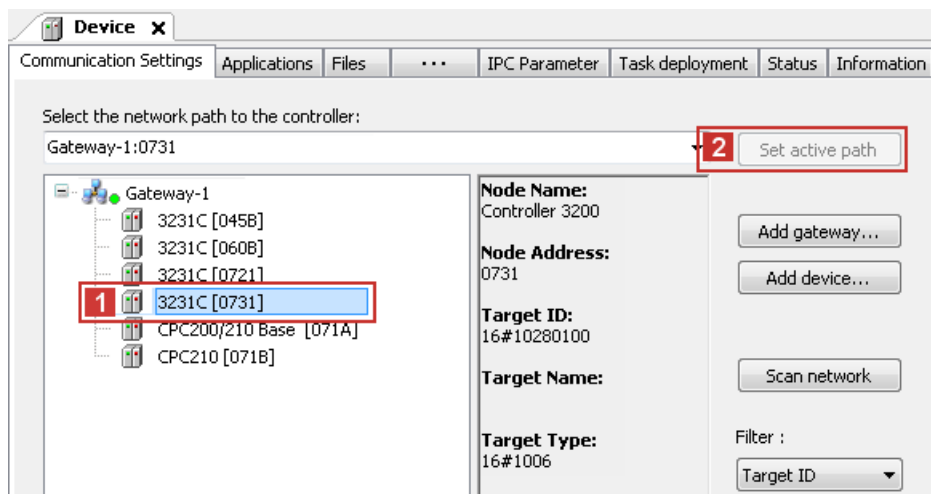 Device X
Communication Settings Applications Files ... IPC Parameter Task deployment Status Information
Select the network path to the controller:
Gateway-1:0731
2 Set active path
Gateway-1
3231C [045B]
3231C [060B]
3231C [0721]
1 3231C [0731]
CPC200/210 Base [071A]
CPC210 [071B]
Node Name:
Controller 3200
Node Address:
0731
Target ID:
16#10280100
Target Name:
Target Type:
16#1006
Add gateway...
Add device...
Scan network
Filter :
Target ID